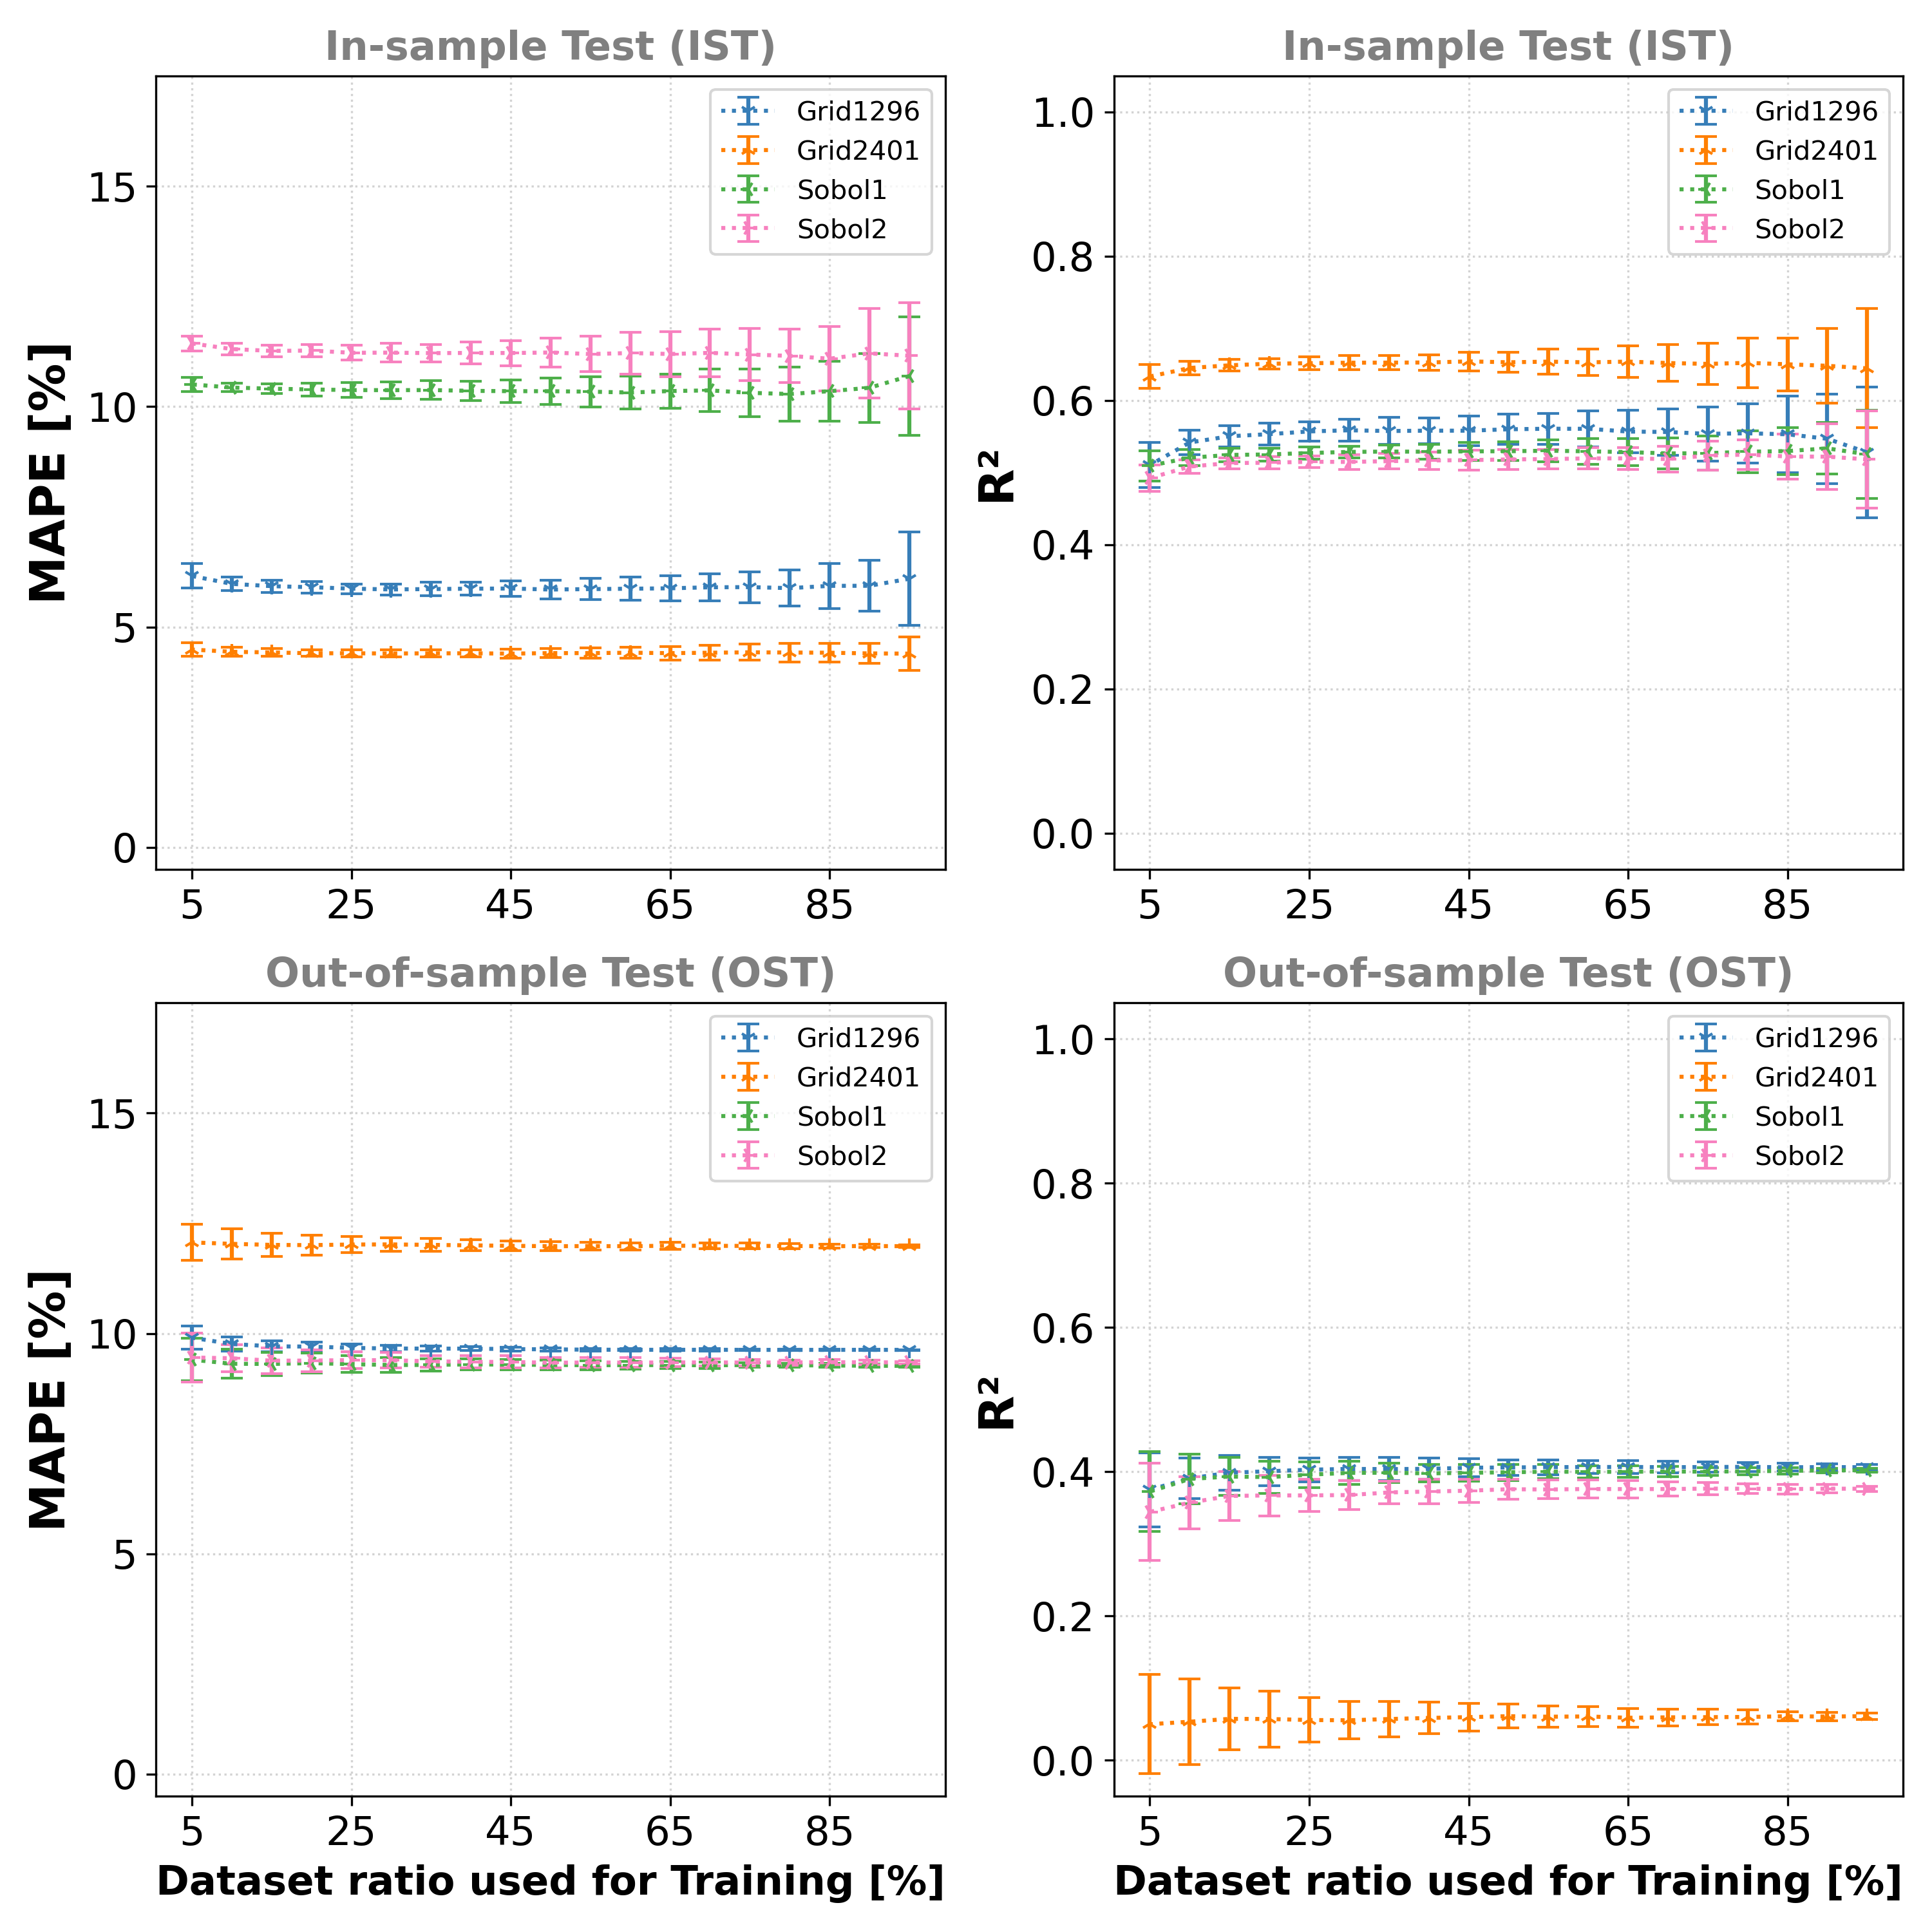 In-sample Test (IST)
MAPE [%]
15
10
5
0
5 25 45 65 85
Grid1296
Grid2401
Sobol1
Sobol2
In-sample Test (IST)
R²
1.0
0.8
0.6
0.4
0.2
0.0
5 25 45 65 85
Grid1296
Grid2401
Sobol1
Sobol2
Out-of-sample Test (OST)
MAPE [%]
15
10
5
0
5 25 45 65 85
Dataset ratio used for Training [%]
Grid1296
Grid2401
Sobol1
Sobol2
Out-of-sample Test (OST)
R²
1.0
0.8
0.6
0.4
0.2
0.0
5 25 45 65 85
Dataset ratio used for Training [%]
Grid1296
Grid2401
Sobol1
Sobol2